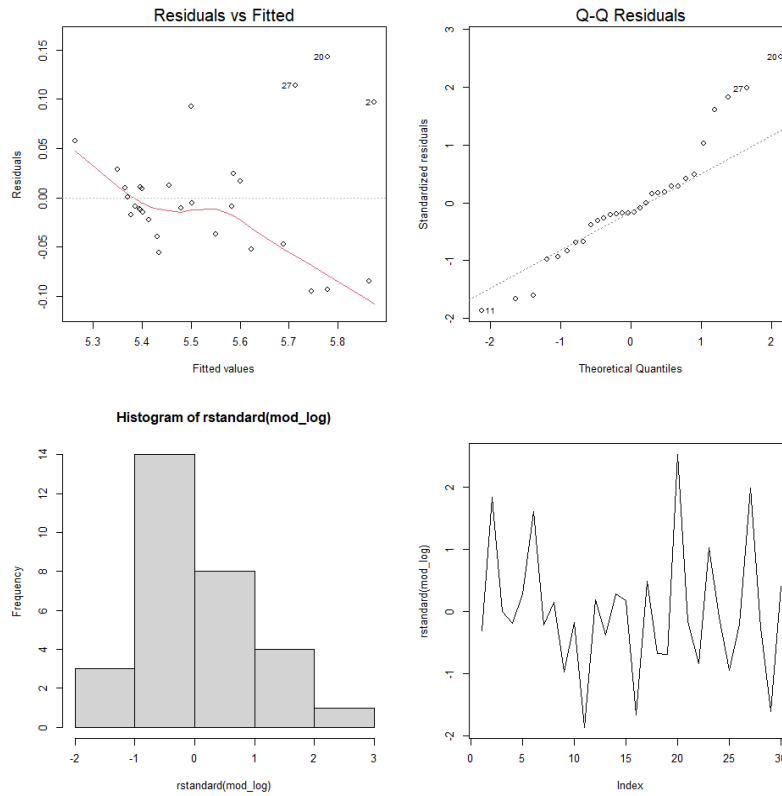 Residuals vs Fitted
Residuals
0.15
0.10
0.05
0.00
-0.05
-0.10
20
27
2
5.3 5.4 5.5 5.6 5.7 5.8
Fitted values
Q-Q Residuals
Standardized residuals
3
2
1
0
-1
-2
20
27
11
-2 -1 0 1 2
Theoretical Quantiles
Histogram of rstandard(mod_log)
Frequency
14
12
10
8
6
4
2
0
-2 -1 0 1 2 3
rstandard(mod_log)
rstandard(mod_log)
2
1
0
-1
-2
0 5 10 15 20 25 30
Index